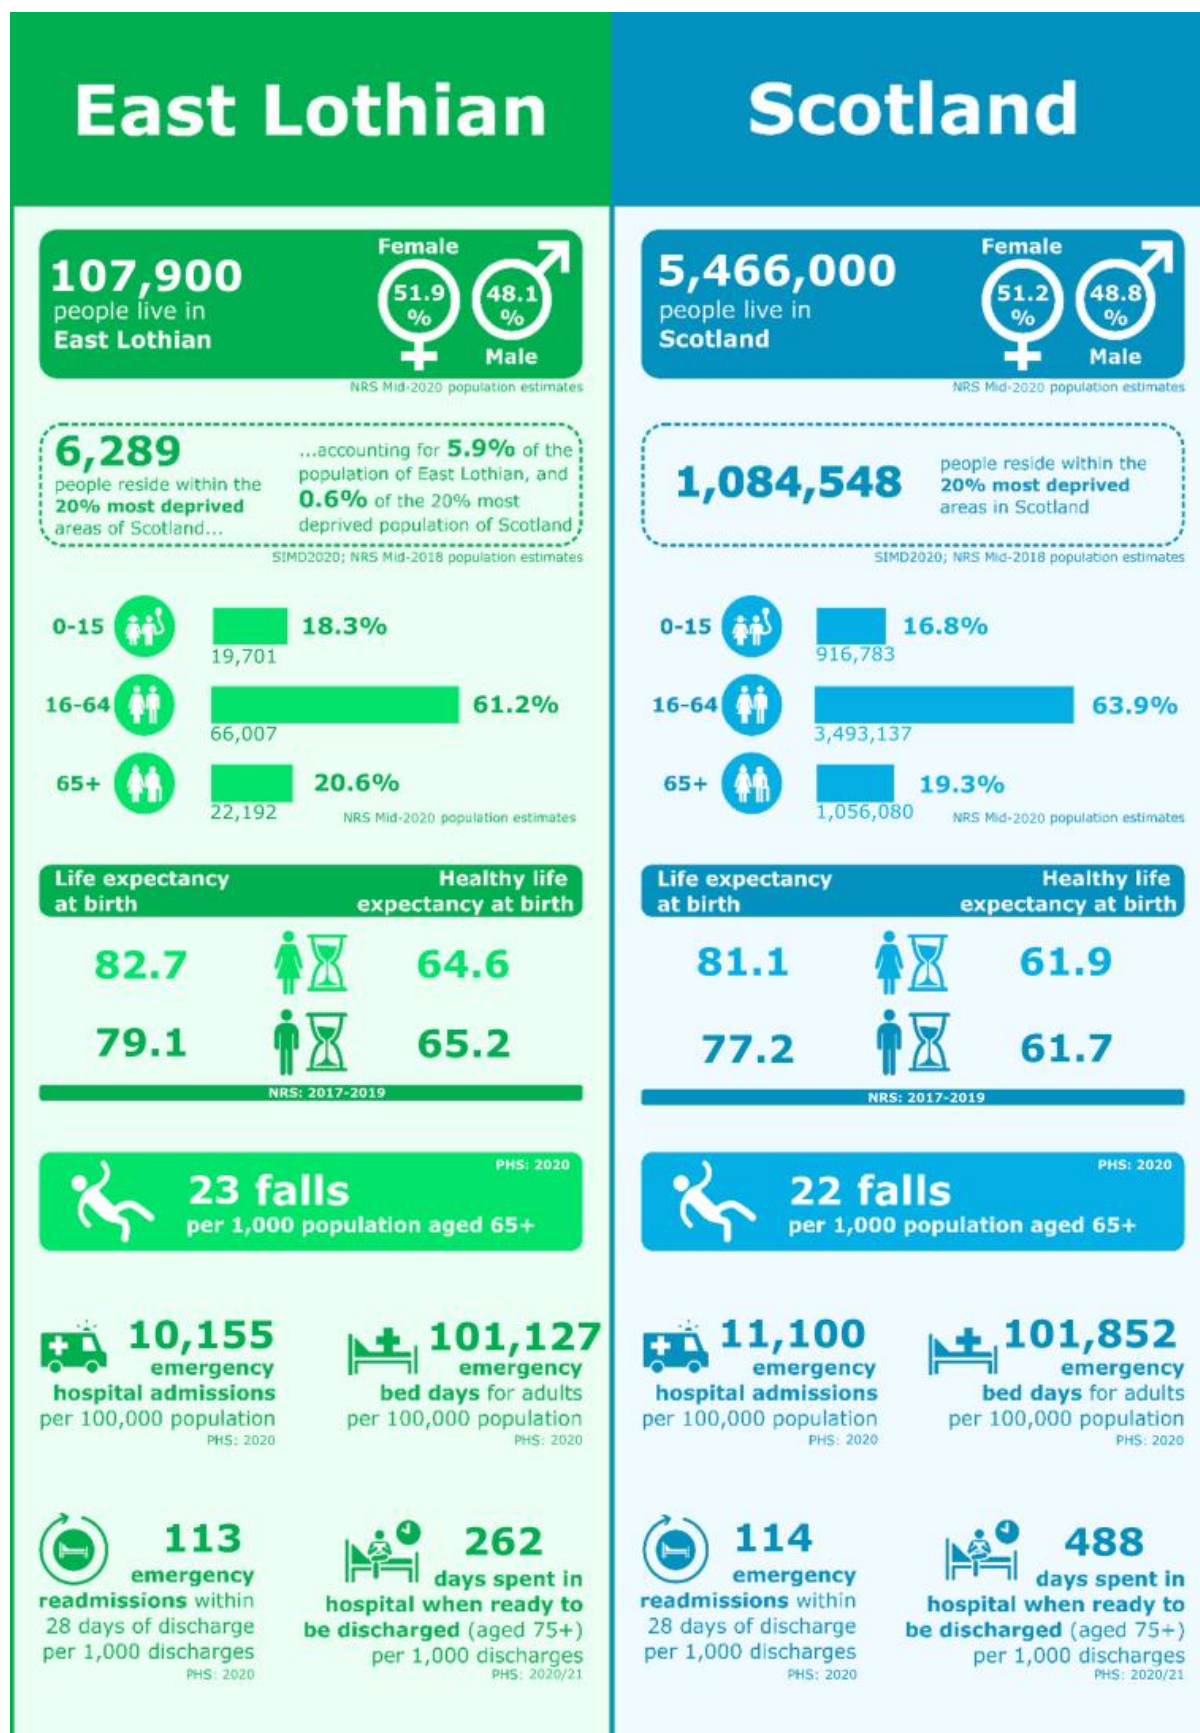 East Lothian
107,900
people live in
East Lothian
Female
51.9
%
48.1
%
Male
NRS Mid-2020 population estimates
6,289
people reside within the
20% most deprived
areas of Scotland...
...accounting for 5.9% of the
population of East Lothian, and
0.6% of the 20% most
deprived population of Scotland
SIMD2020; NRS Mid-2018 population estimates
0-15
18.3%
19,701
16-64
61.2%
66,007
65+
20.6%
22,192
NRS Mid-2020 population estimates
Life expectancy
at birth
Healthy life
expectancy at birth
82.7
64.6
79.1
65.2
NRS: 2017-2019
PHS: 2020
23 falls
per 1,000 population aged 65+
10,155
emergency
hospital admissions
per 100,000 population
PHS: 2020
101,127
emergency
bed days for adults
per 100,000 population
PHS: 2020
113
emergency
readmissions within
28 days of discharge
per 1,000 discharges
PHS: 2020
262
days spent in
hospital when ready to
be discharged (aged 75+)
per 1,000 discharges
PHS: 2020/21
Scotland
5,466,000
people live in
Scotland
Female
51.2
%
48.8
%
Male
NRS Mid-2020 population estimates
1,084,548
people reside within the
20% most deprived
areas in Scotland
SIMD2020; NRS Mid-2018 population estimates
0-15
16.8%
916,783
16-64
63.9%
3,493,137
65+
19.3%
1,056,080
NRS Mid-2020 population estimates
Life expectancy
at birth
Healthy life
expectancy at birth
81.1
61.9
77.2
61.7
NRS: 2017-2019
PHS: 2020
22 falls
per 1,000 population aged 65+
11,100
emergency
hospital admissions
per 100,000 population
PHS: 2020
101,852
emergency
bed days for adults
per 100,000 population
PHS: 2020
114
emergency
readmissions within
28 days of discharge
per 1,000 discharges
PHS: 2020
488
days spent in
hospital when ready to
be discharged (aged 75+)
per 1,000 discharges
PHS: 2020/21